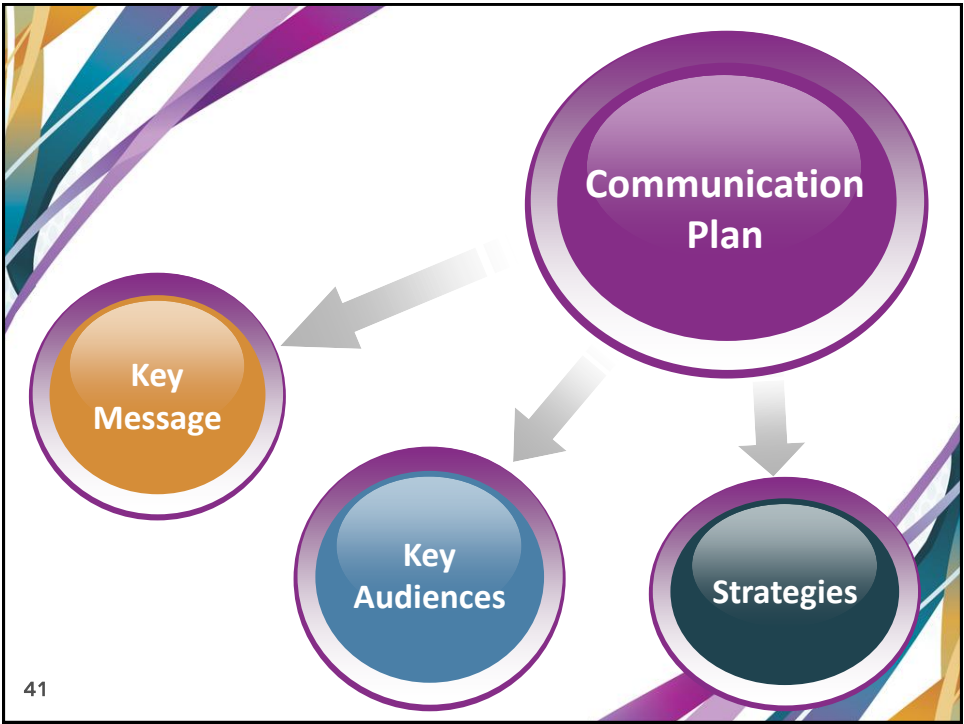 Communication
Plan
Key
Message
Key
Audiences
Strategies
41